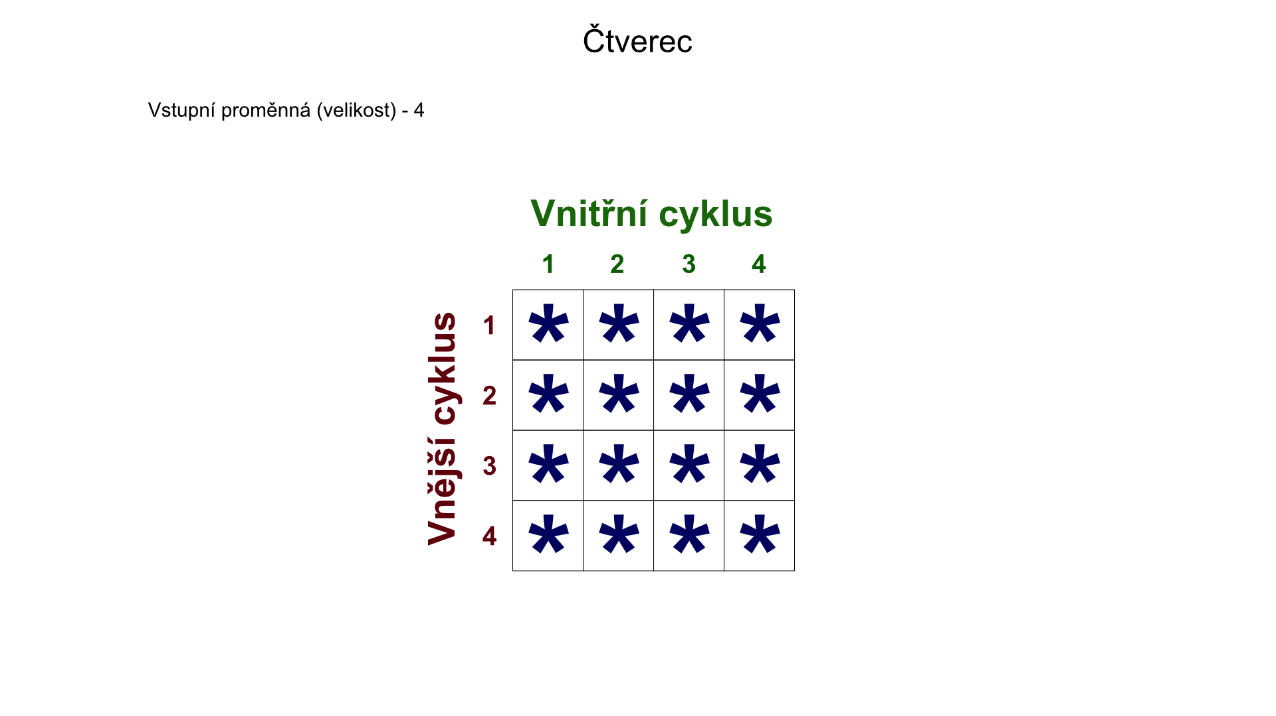 Čtverec
Vstupní proměnná (velikost) - 4
Vnitřní cyklus
1 2 3 4
Vnější cyklus
1 * * * *
2 * * * *
3 * * * *
4 * * * *